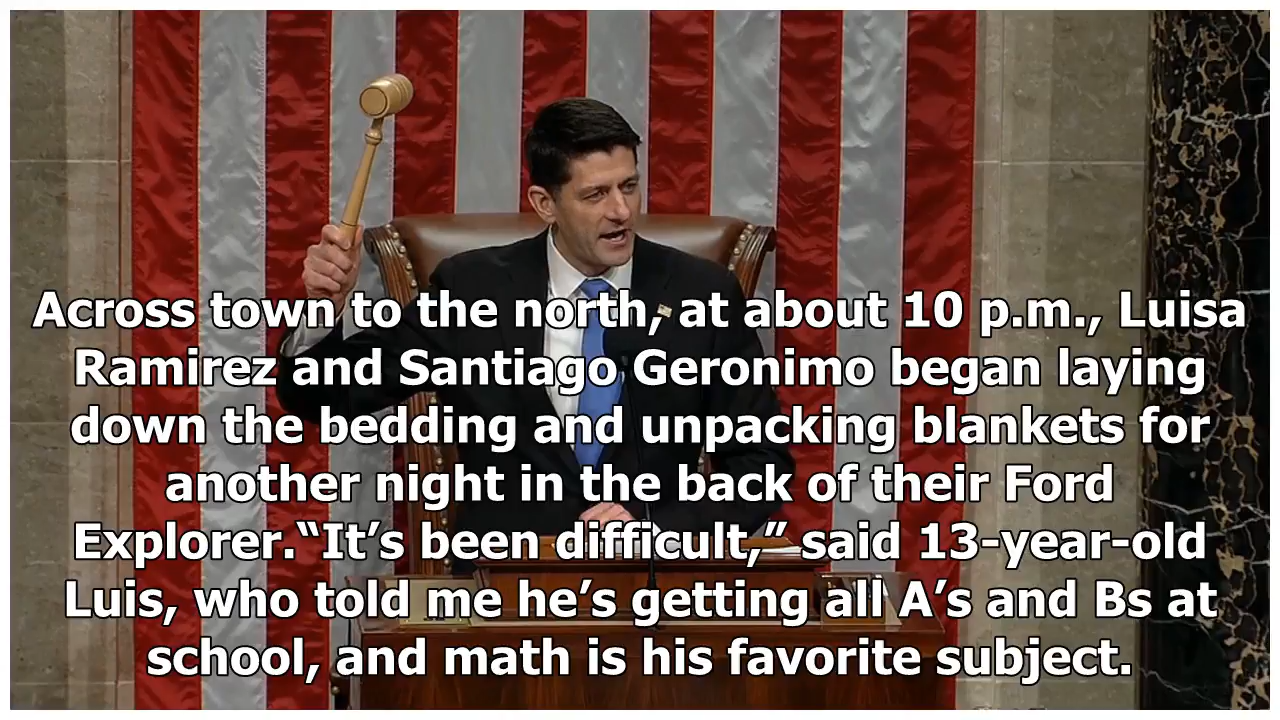 Across town to the north, at about 10 p.m., Luisa
Ramirez and Santiago Geronimo began laying
down the bedding and unpacking blankets for
another night in the back of their Ford
Explorer.“It’s been difficult,” said 13-year-old
Luis, who told me he’s getting all A’s and Bs at
school, and math is his favorite subject.